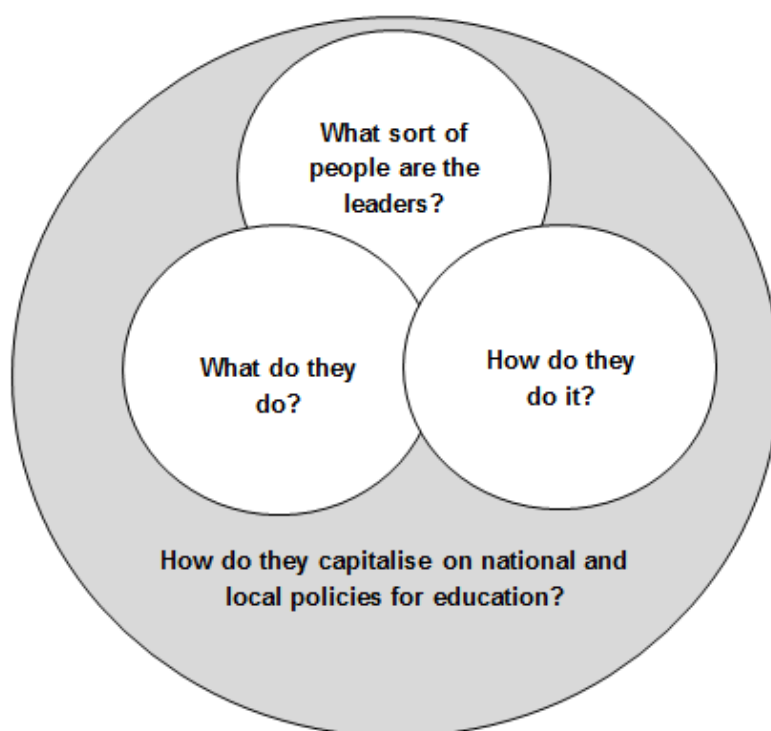 What sort of
people are the
leaders?
What do they
do?
How do they
do it?
How do they capitalise on national and
local policies for education?